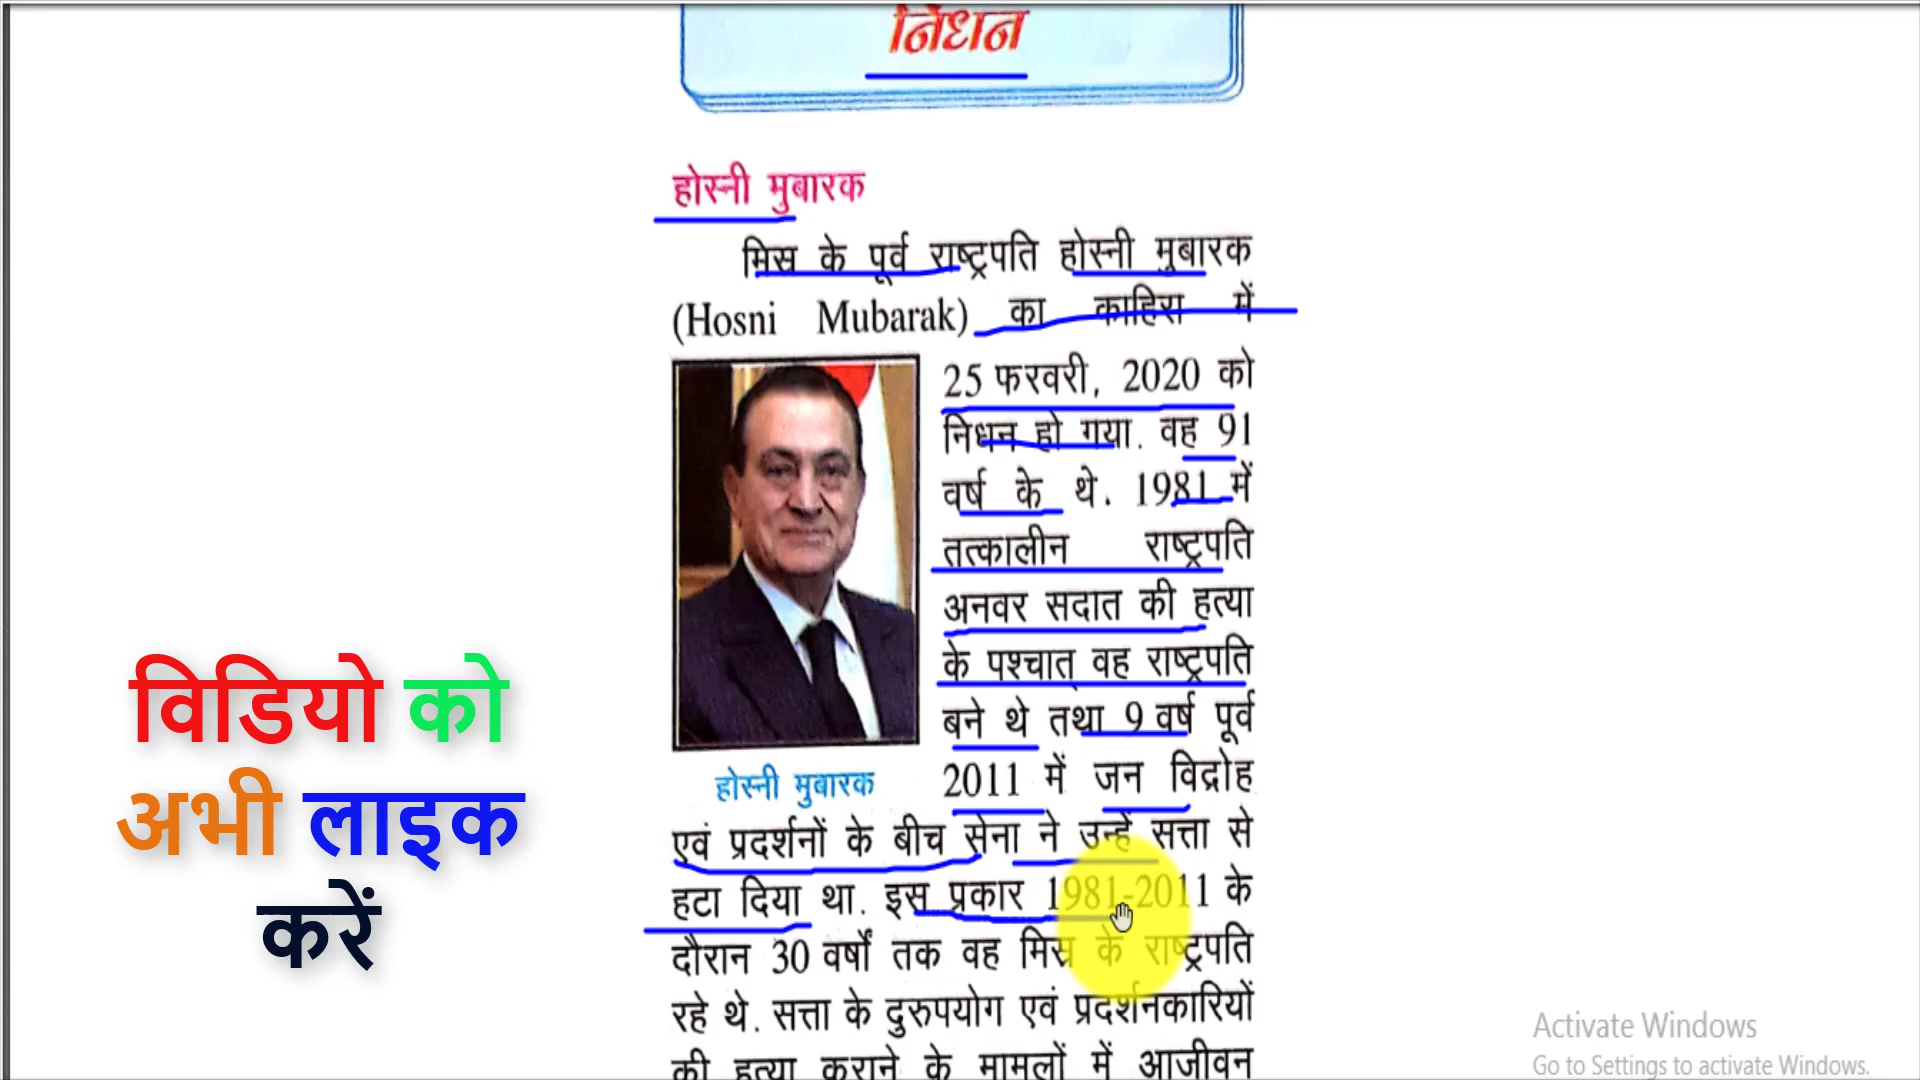 निधन
होस्नी मुबारक
मिस्र के पूर्व राष्ट्रपति होस्नी मुबारक
(Hosni Mubarak) का काहिरा में
25 फरवरी, 2020 को
निधन हो गया. वह 91
वर्ष के थे. 1981 में
तत्कालीन राष्ट्रपति
अनवर सदात की हत्या
के पश्चात् वह राष्ट्रपति
बने थे तथा 9 वर्ष पूर्व
2011 में जन विद्रोह
होस्नी मुबारक
एवं प्रदर्शनों के बीच सेना ने उन्हें सत्ता से
हटा दिया था. इस प्रकार 1981-2011 के
दौरान 30 वर्षों तक वह मिस्र के राष्ट्रपति
रहे थे. सत्ता के दुरुपयोग एवं प्रदर्शनकारियों
की हत्या कराने के मामलों में आजीवन
विडियो को
अभी लाइक
करें
Activate Windows
Go to Settings to activate Windows.